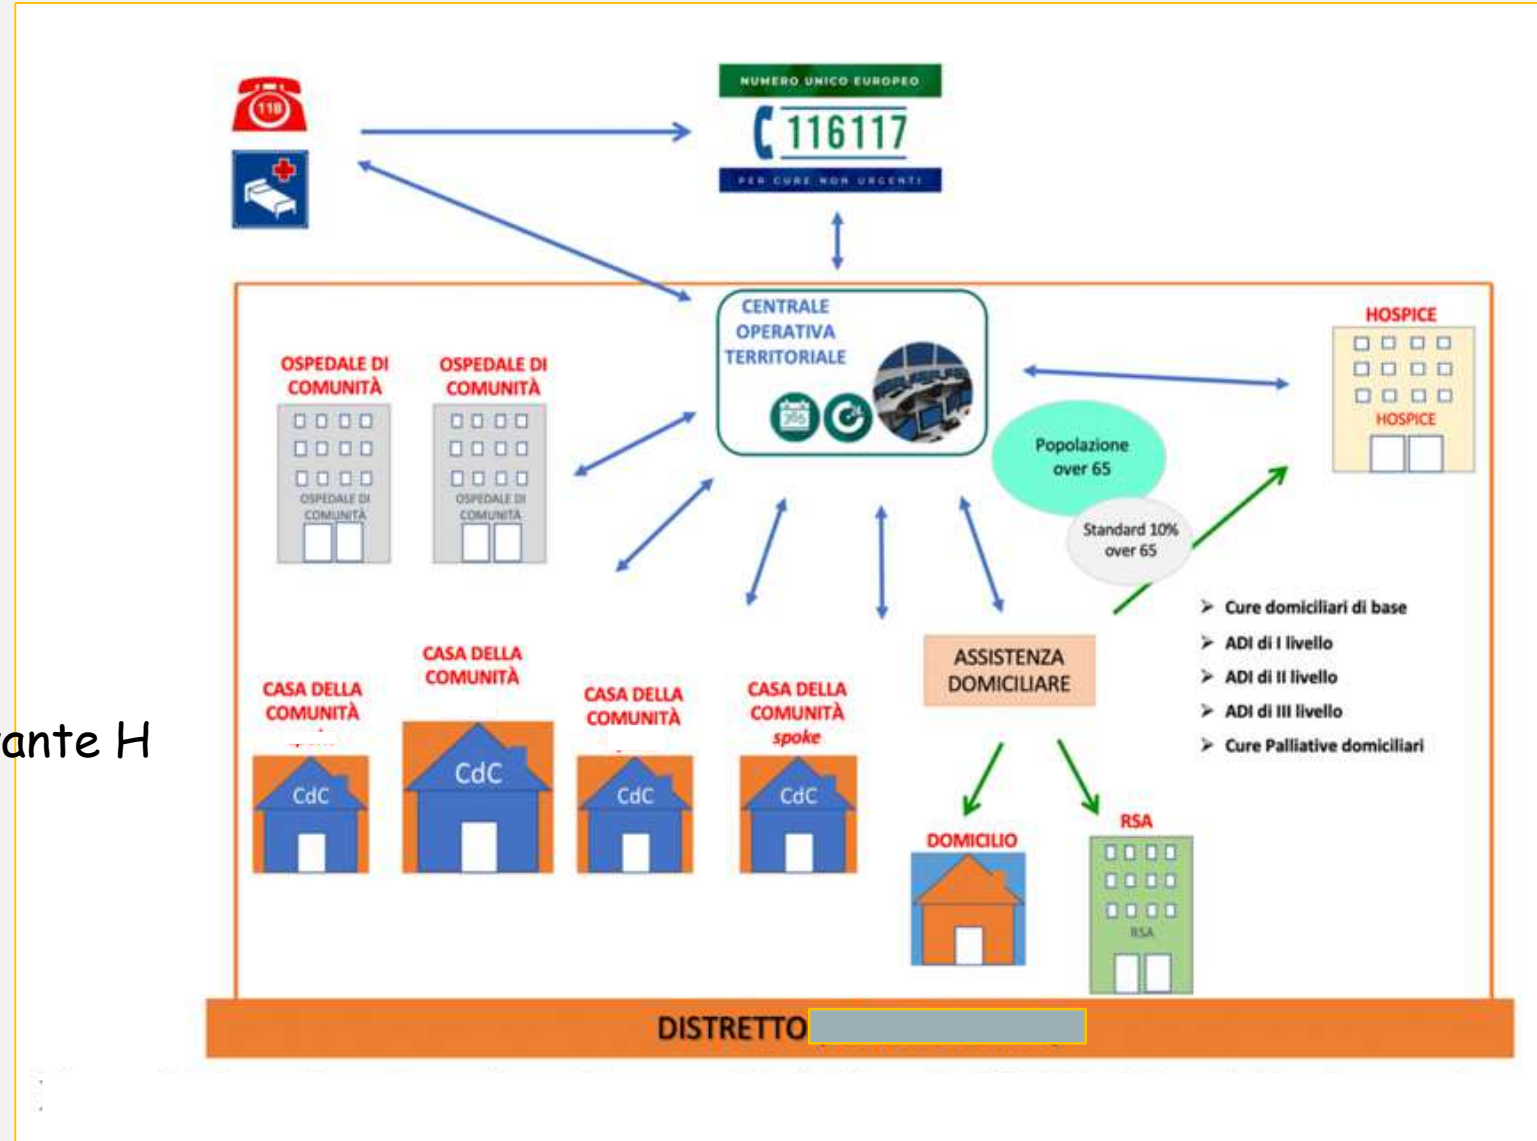 118
NUMERO UNICO EUROPEO
116117
PER CURE NON URGENTI
CENTRALE
OPERATIVA
TERRITORIALE
365
HOSPICE
HOSPICE
OSPEDALE DI
COMUNITÀ
OSPEDALE DI
COMUNITÀ
OSPEDALE DI
COMUNITÀ
OSPEDALE DI
COMUNITÀ
Popolazione
over 65
Standard 10%
over 65
ASSISTENZA
DOMICILIARE
➢ Cure domiciliari di base
➢ ADI di I livello
➢ ADI di II livello
➢ ADI di III livello
➢ Cure Palliative domiciliari
CASA DELLA
COMUNITÀ
CdC
CASA DELLA
COMUNITÀ
CdC
CASA DELLA
COMUNITÀ
CdC
CASA DELLA
COMUNITÀ
spoke
CdC
ante H
DOMICILIO
RSA
RSA
DISTRETTO